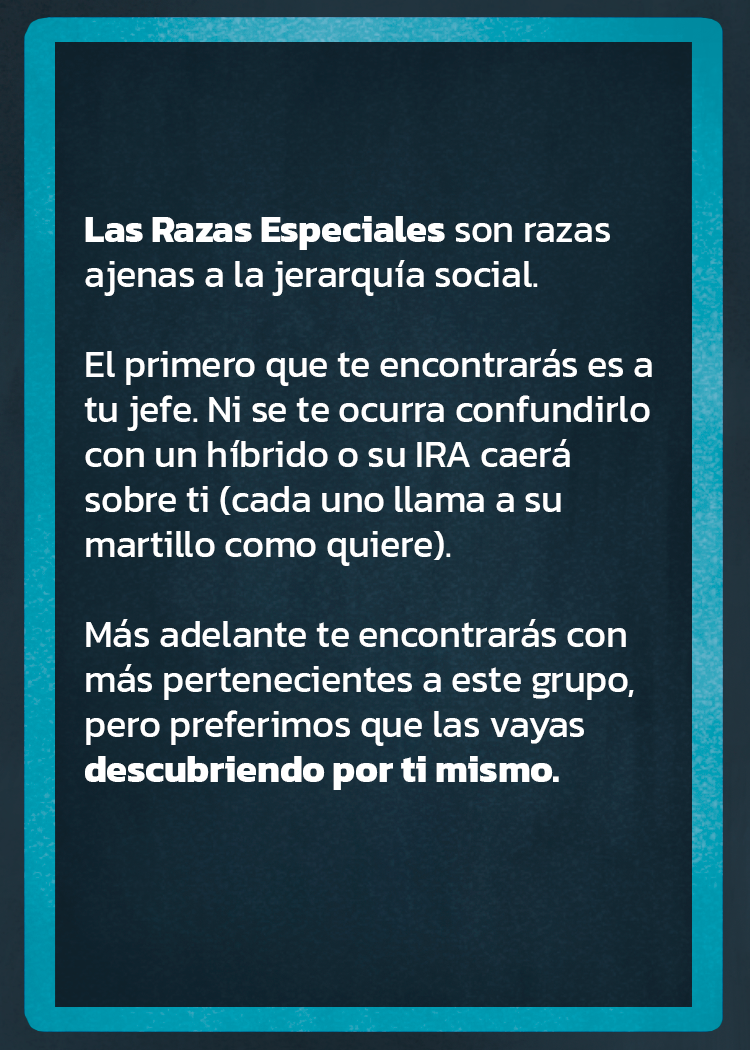 Las Razas Especiales son razas
ajenas a la jerarquía social.
El primero que te encontrarás es a
tu jefe. Ni se te ocurra confundirlo
con un híbrido o su IRA caerá
sobre ti (cada uno llama a su
martillo como quiere).
Más adelante te encontrarás con
más pertenecientes a este grupo,
pero preferimos que las vayas
descubriendo por ti mismo.